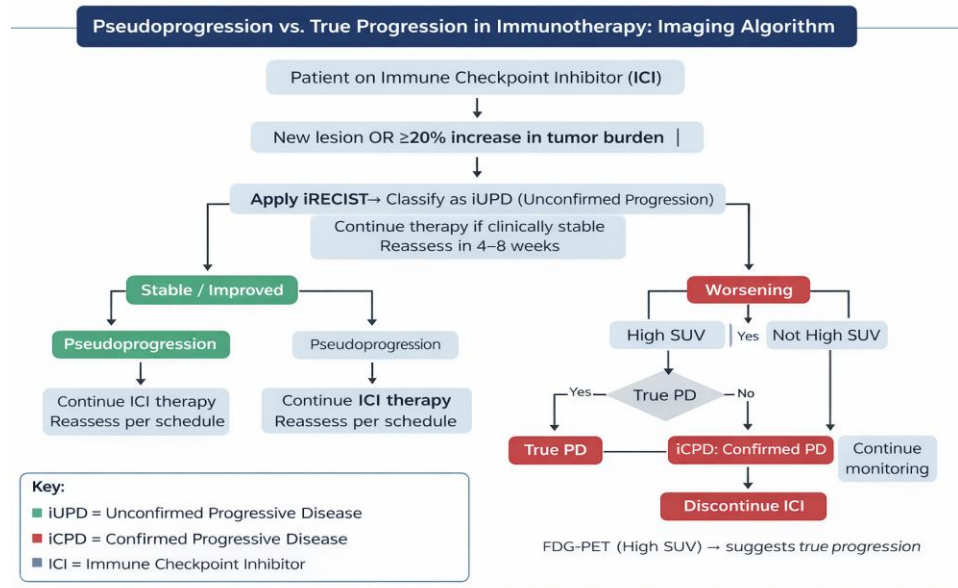 Pseudoprogression vs. True Progression in Immunotherapy: Imaging Algorithm
Patient on Immune Checkpoint Inhibitor (ICI)
New lesion OR ≥20% increase in tumor burden |
Apply iRECIST→ Classify as iUPD (Unconfirmed Progression)
Continue therapy if clinically stable
Reassess in 4–8 weeks
Stable / Improved
Pseudoprogression
Pseudoprogression
Continue ICI therapy
Reassess per schedule
Continue ICI therapy
Reassess per schedule
Worsening
High SUV
Yes
Not High SUV
Yes
True PD
No
True PD
iCPD: Confirmed PD
Continue
monitoring
Discontinue ICI
FDG-PET (High SUV) → suggests true progression
Key:
iUPD = Unconfirmed Progressive Disease
iCPD = Confirmed Progressive Disease
ICI = Immune Checkpoint Inhibitor